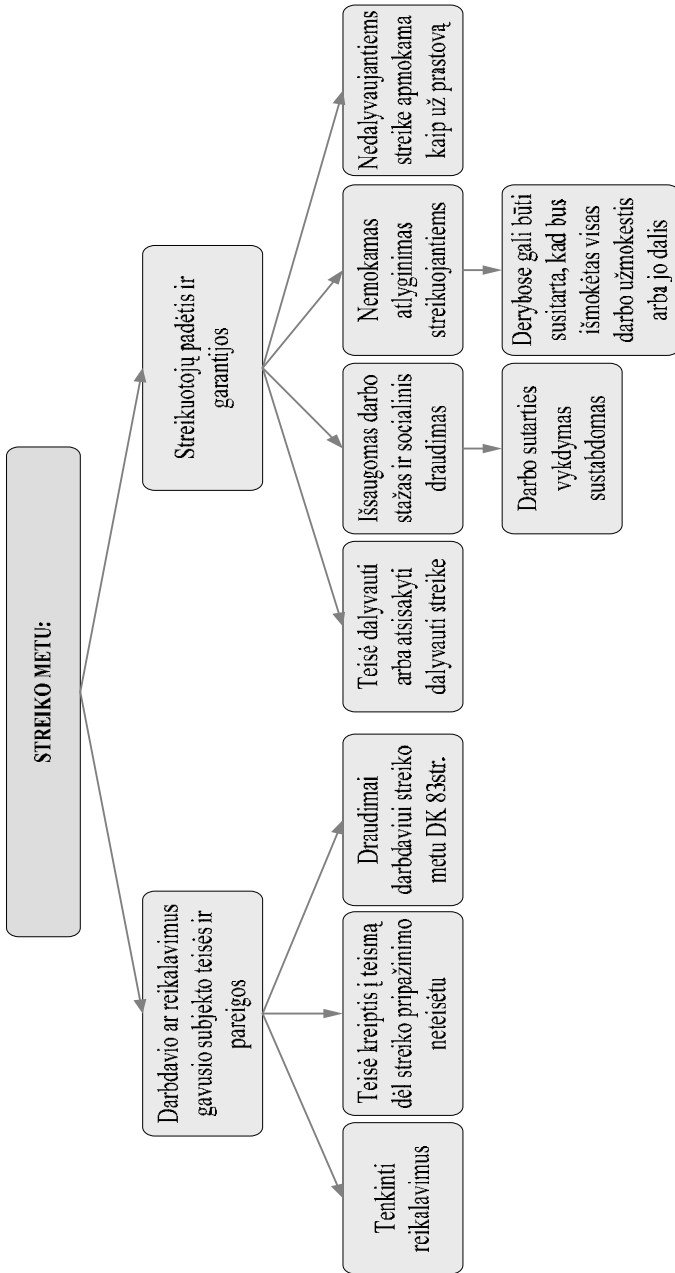 STREIKO METU:
Darbdavio ar reikalavimus
gavusio subjekto teisės ir
pareigos
Streikuotojų padėtis ir
garantijos
Tenkinti
reikalavimus
Teisė kreiptis į teismą
dėl streiko pripažinimo
neteisėtu
Draudimai
darbdaviui streiko
metu DK 83str.
Teisė dalyvauti
arba atsisakyti
dalyvauti streike
Išsaugomas darbo
stažas ir socialinis
draudimas
Nemokamas
atlyginimas
streikuojantiems
Nedalyvaujantiems
streike apmokama
kaip už prastovą
Darbo sutarties
vykdymas
sustabdomas
Derybose gali būti
susitarta, kad bus
išmokėtas visas
darbo užmokestis
arba jo dalis